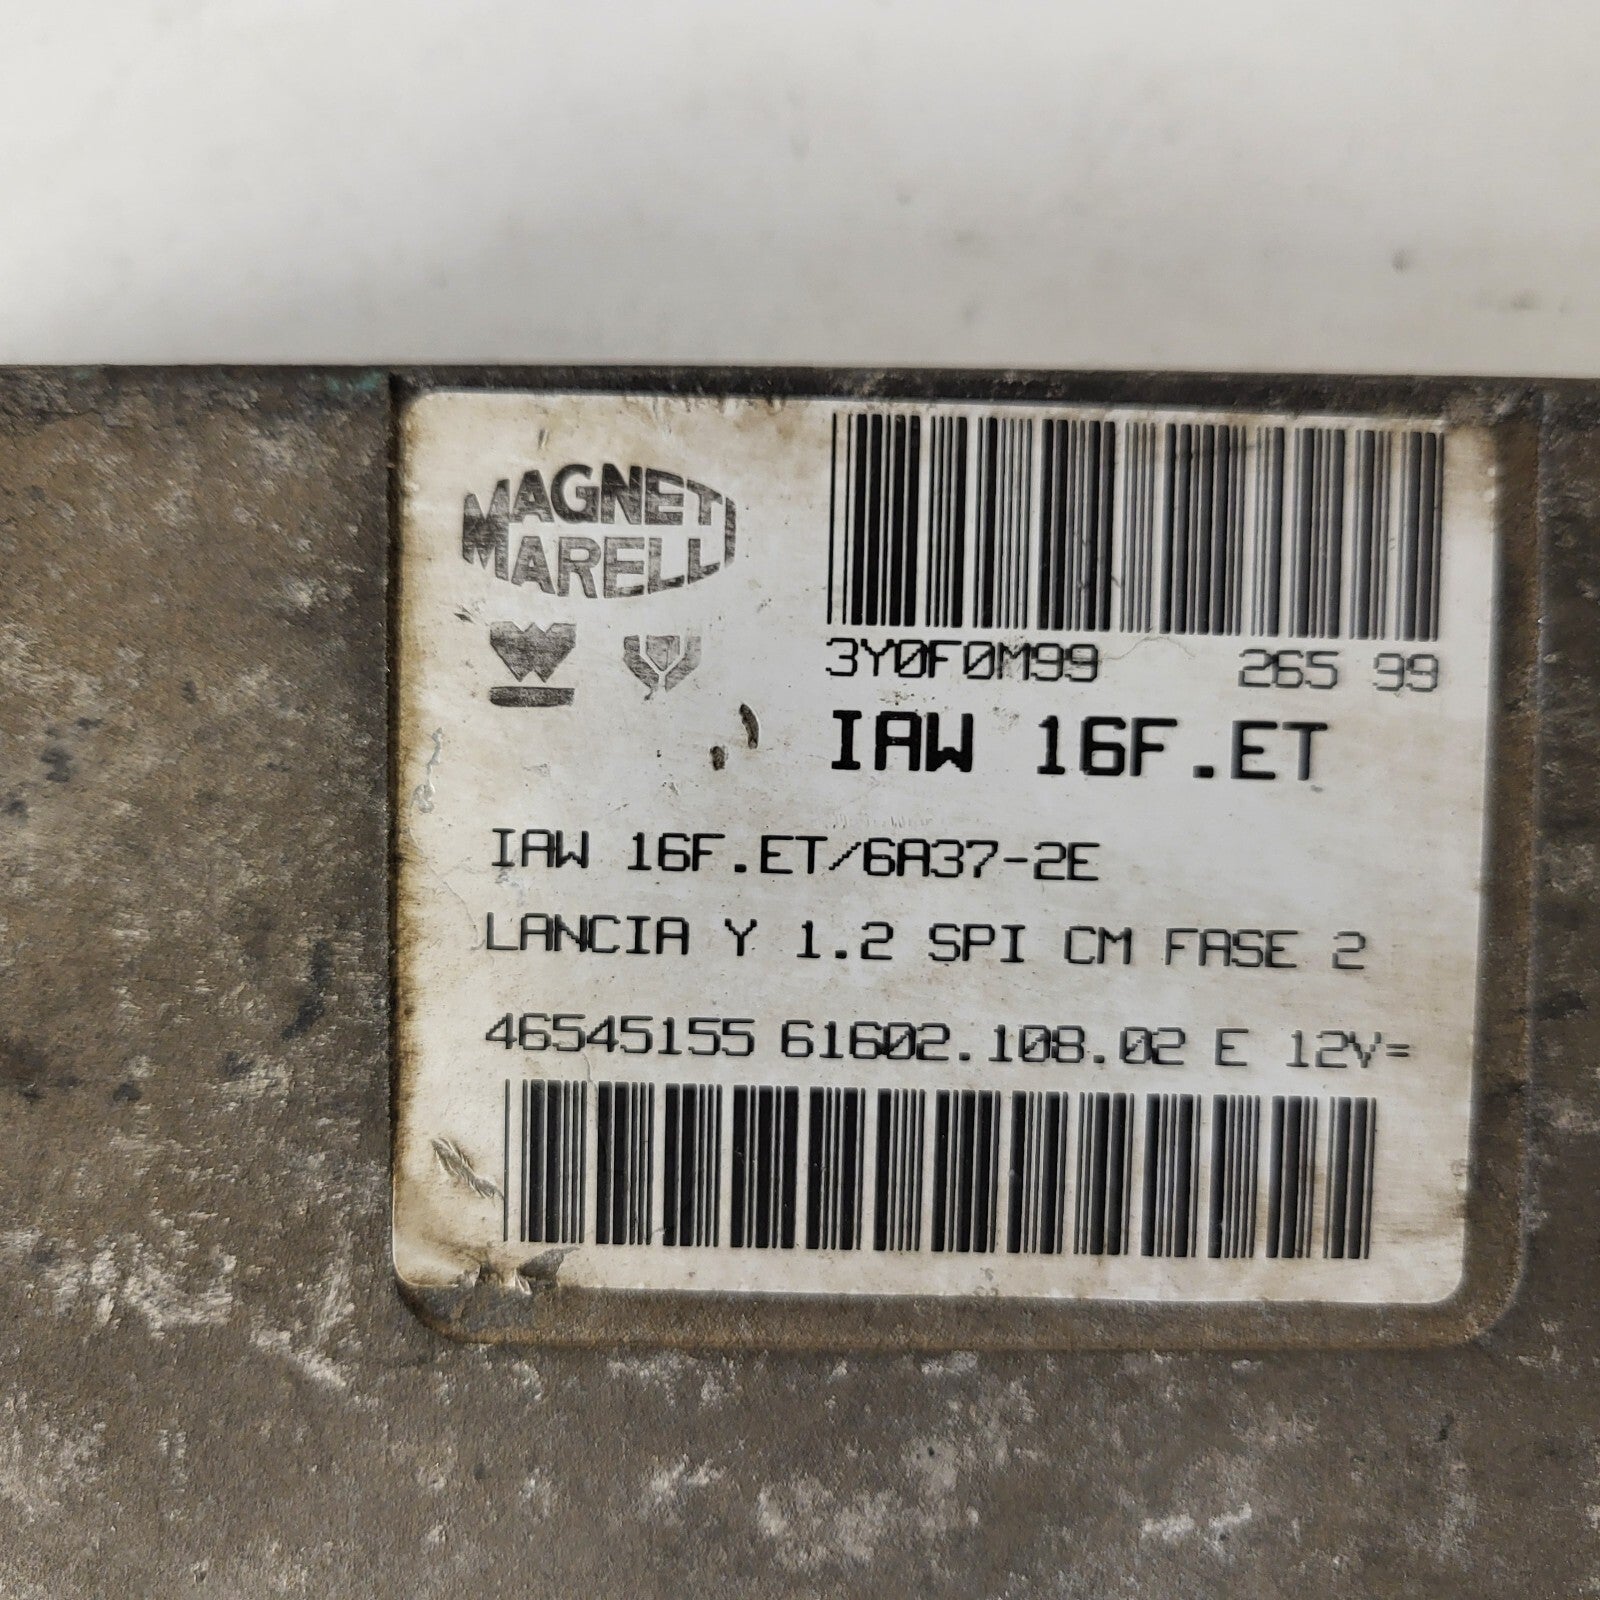 MAGNETI
MARELLI
3Y0F0M99 265 99
IAW 16F.ET
IAW 16F.ET/6A37-2E
LANCIA Y 1.2 SPI CM FASE 2
46545155 61602.108.02 E 12V=